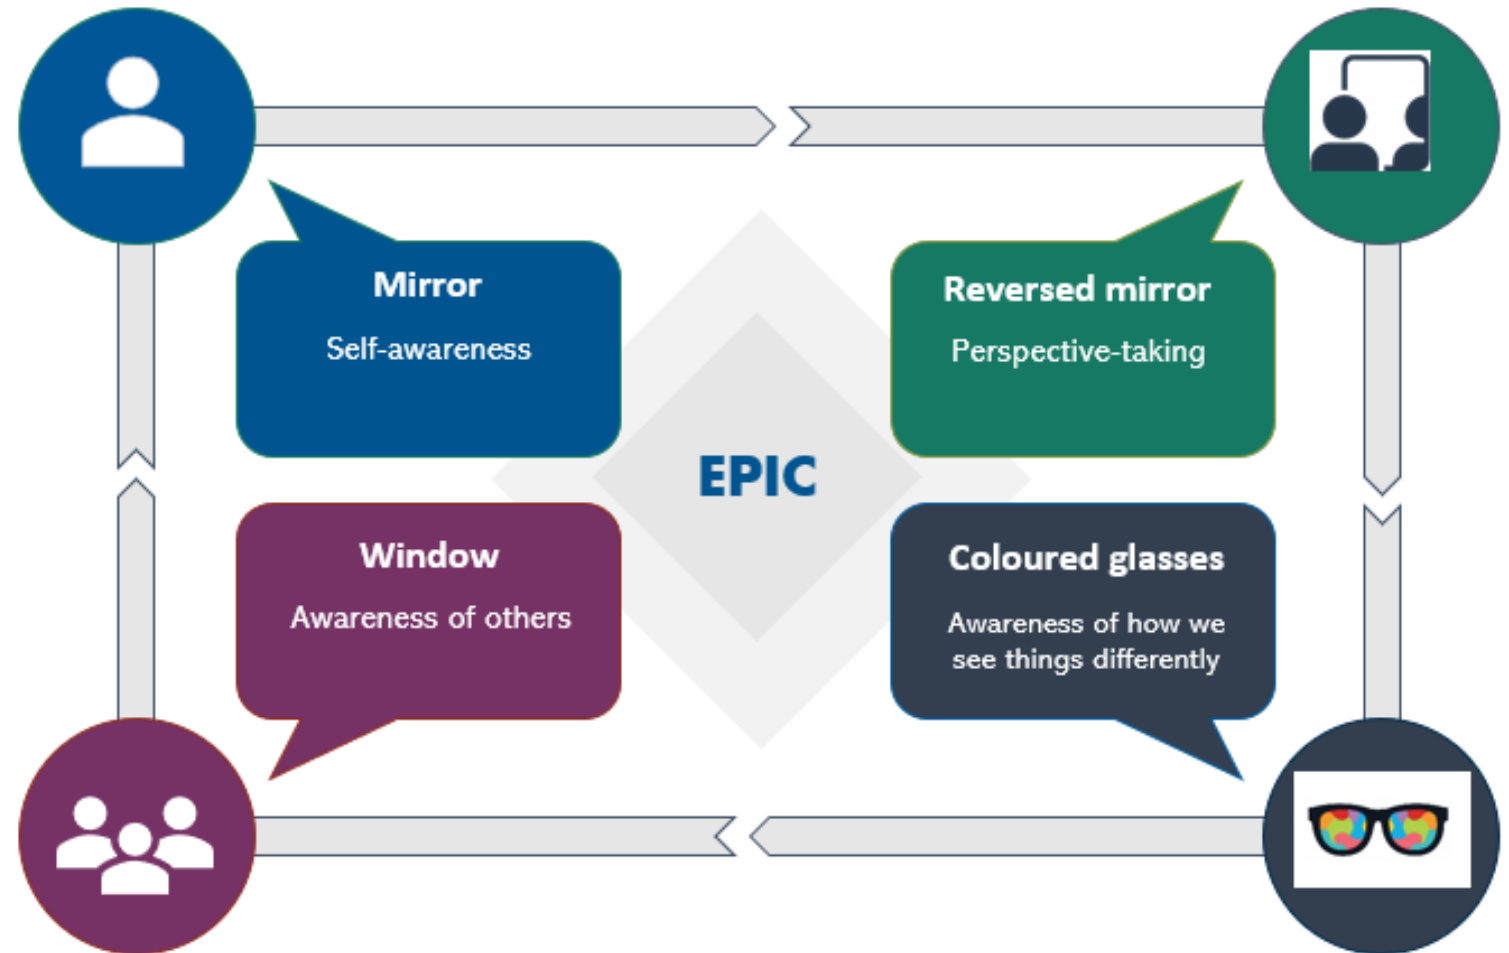 Mirror
Self-awareness
Reversed mirror
Perspective-taking
EPIC
Window
Awareness of others
Coloured glasses
Awareness of how we
see things differently